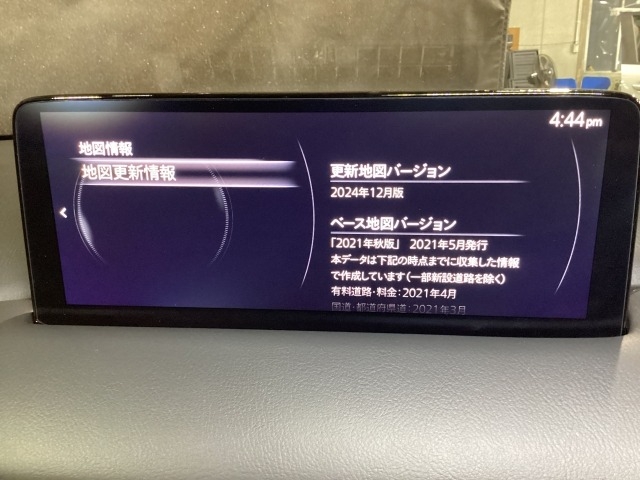 4:44pm
地図情報
地図更新情報
更新地図バージョン
2024年12月版
ベース地図バージョン
「2021年秋版」 2021年5月発行
本データは下記の時点までに収集した情報
で作成しています(一部新設道路を除く)
有料道路・料金:2021年4月
国道・都道府県道:2021年3月